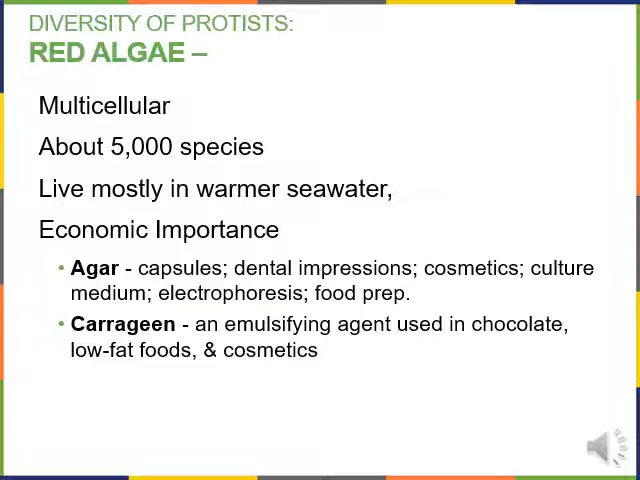 DIVERSITY OF PROTISTS:
RED ALGAE –
Multicellular
About 5,000 species
Live mostly in warmer seawater,
Economic Importance
• Agar - capsules; dental impressions; cosmetics; culture
medium; electrophoresis; food prep.
• Carrageen - an emulsifying agent used in chocolate,
low-fat foods, & cosmetics